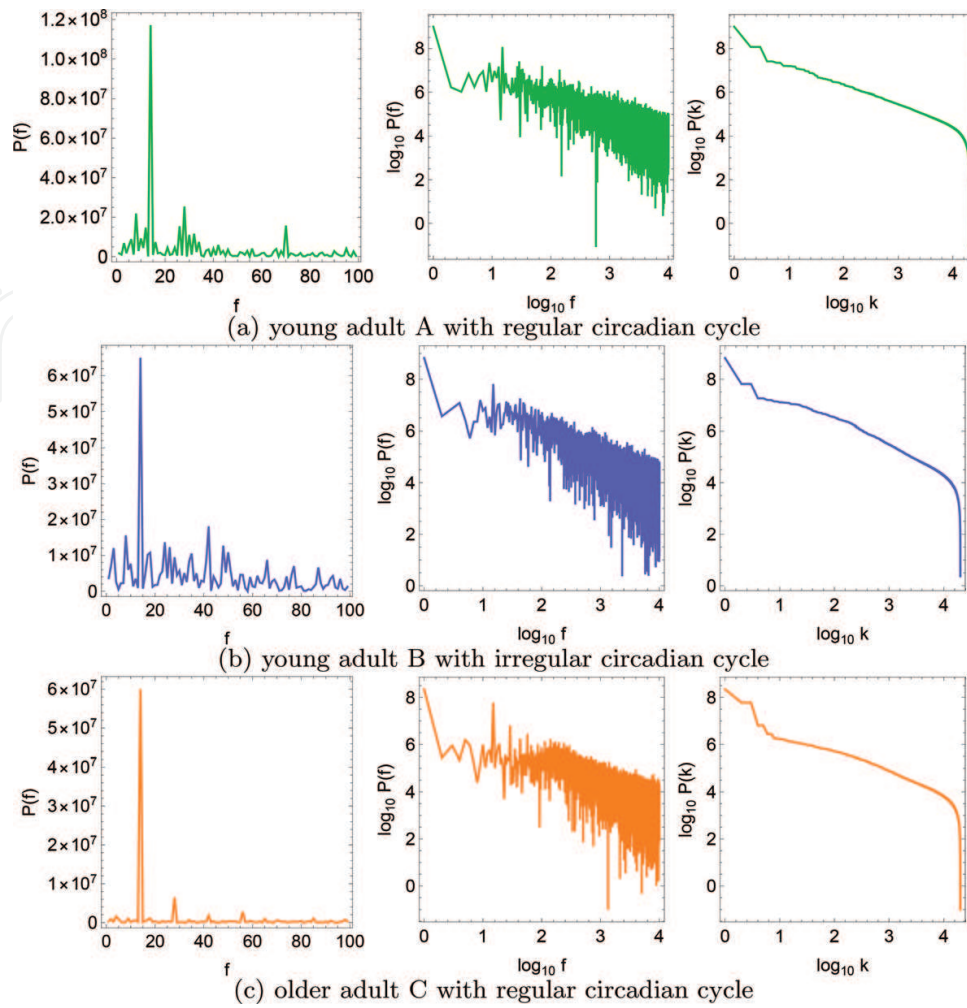 1.2×10⁸
1.0×10⁸
8.0×10⁷
6.0×10⁷
4.0×10⁷
2.0×10⁷
0
P(f)
0 20 40 60 80 100
f
8
6
4
2
0
log₁₀ P(f)
0 1 2 3 4
log₁₀ f
8
6
4
2
0
log₁₀ P(k)
0 1 2 3 4
log₁₀ k
(a) young adult A with regular circadian cycle
6×10⁷
5×10⁷
4×10⁷
3×10⁷
2×10⁷
1×10⁷
0
P(f)
0 20 40 60 80 100
f
8
6
4
2
0
log₁₀ P(f)
0 1 2 3 4
log₁₀ f
8
6
4
2
0
log₁₀ P(k)
0 1 2 3 4
log₁₀ k
(b) young adult B with irregular circadian cycle
6×10⁷
5×10⁷
4×10⁷
3×10⁷
2×10⁷
1×10⁷
0
P(f)
0 20 40 60 80 100
f
8
6
4
2
0
log₁₀ P(f)
0 1 2 3 4
log₁₀ f
8
6
4
2
0
log₁₀ P(k)
0 1 2 3 4
log₁₀ k
(c) older adult C with regular circadian cycle